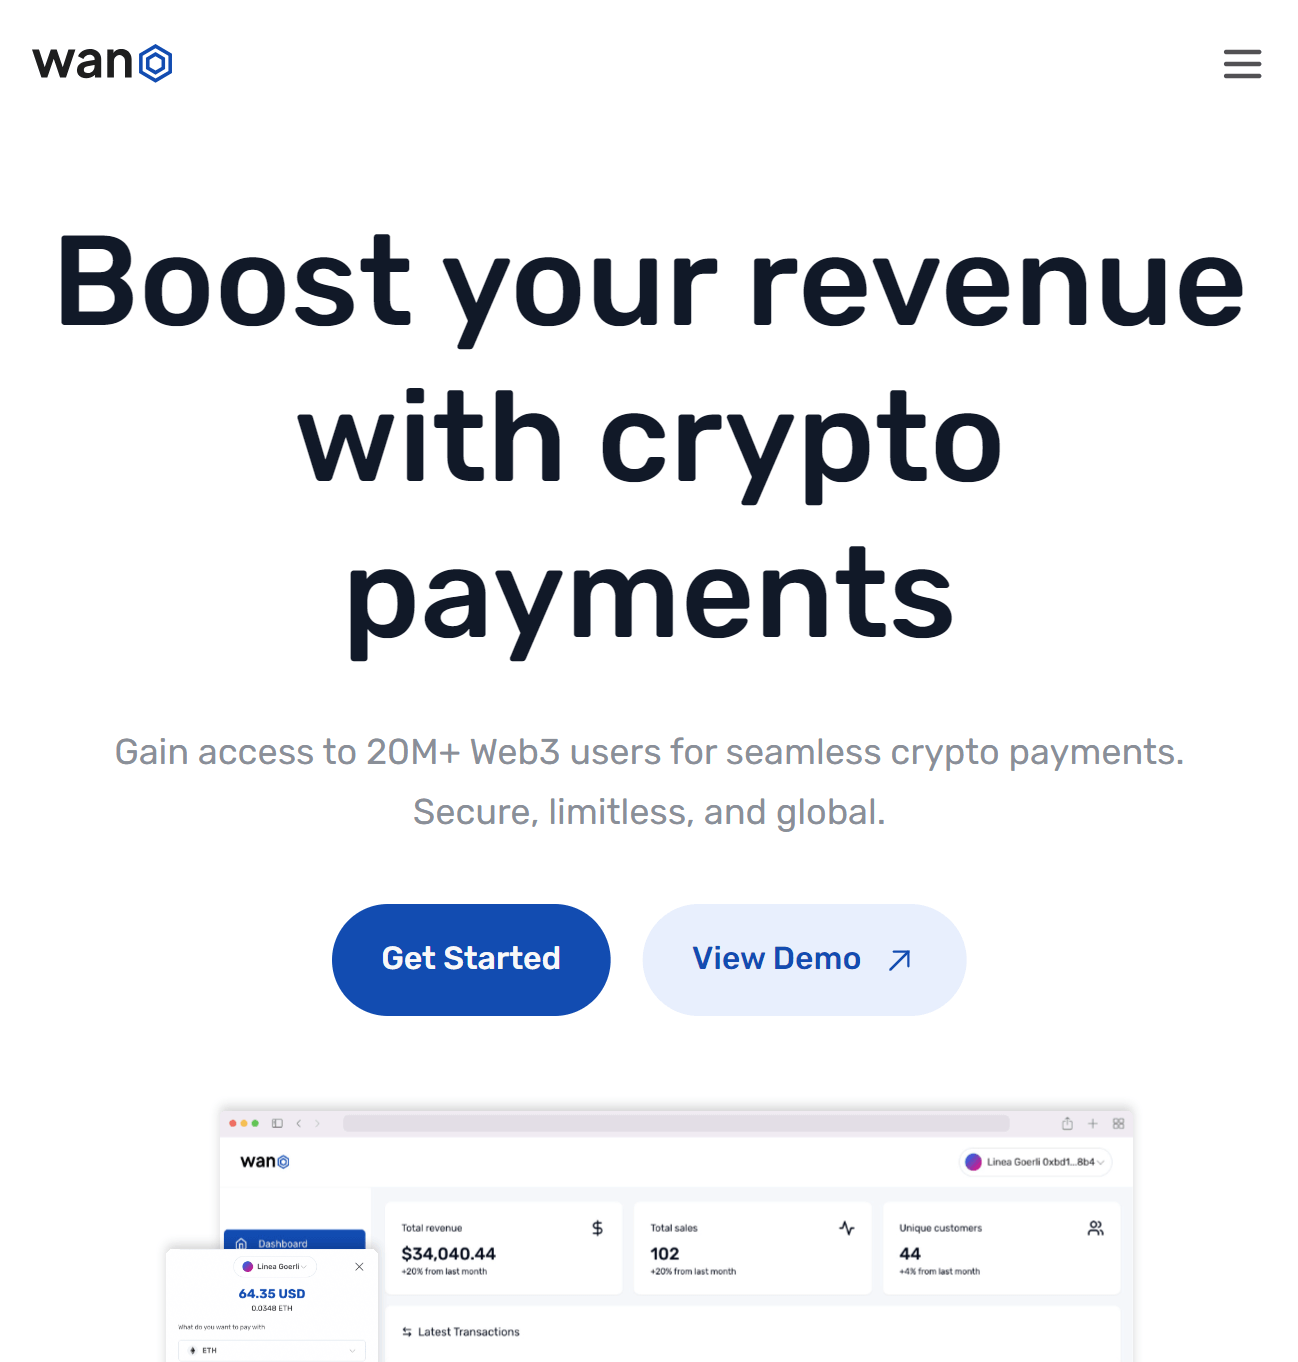 wano
Boost your revenue
with crypto
payments
Gain access to 20M+ Web3 users for seamless crypto payments.
Secure, limitless, and global.
Get Started
View Demo
wano
Linea Goerli 0xbd1...8b4
Dashboard
Total revenue
$34,040.44
+20% from last month
Total sales
102
+20% from last month
Unique customers
44
+4% from last month
Linea Goerli
64.35 USD
0.0348 ETH
What do you want to pay with
ETH
Latest Transactions